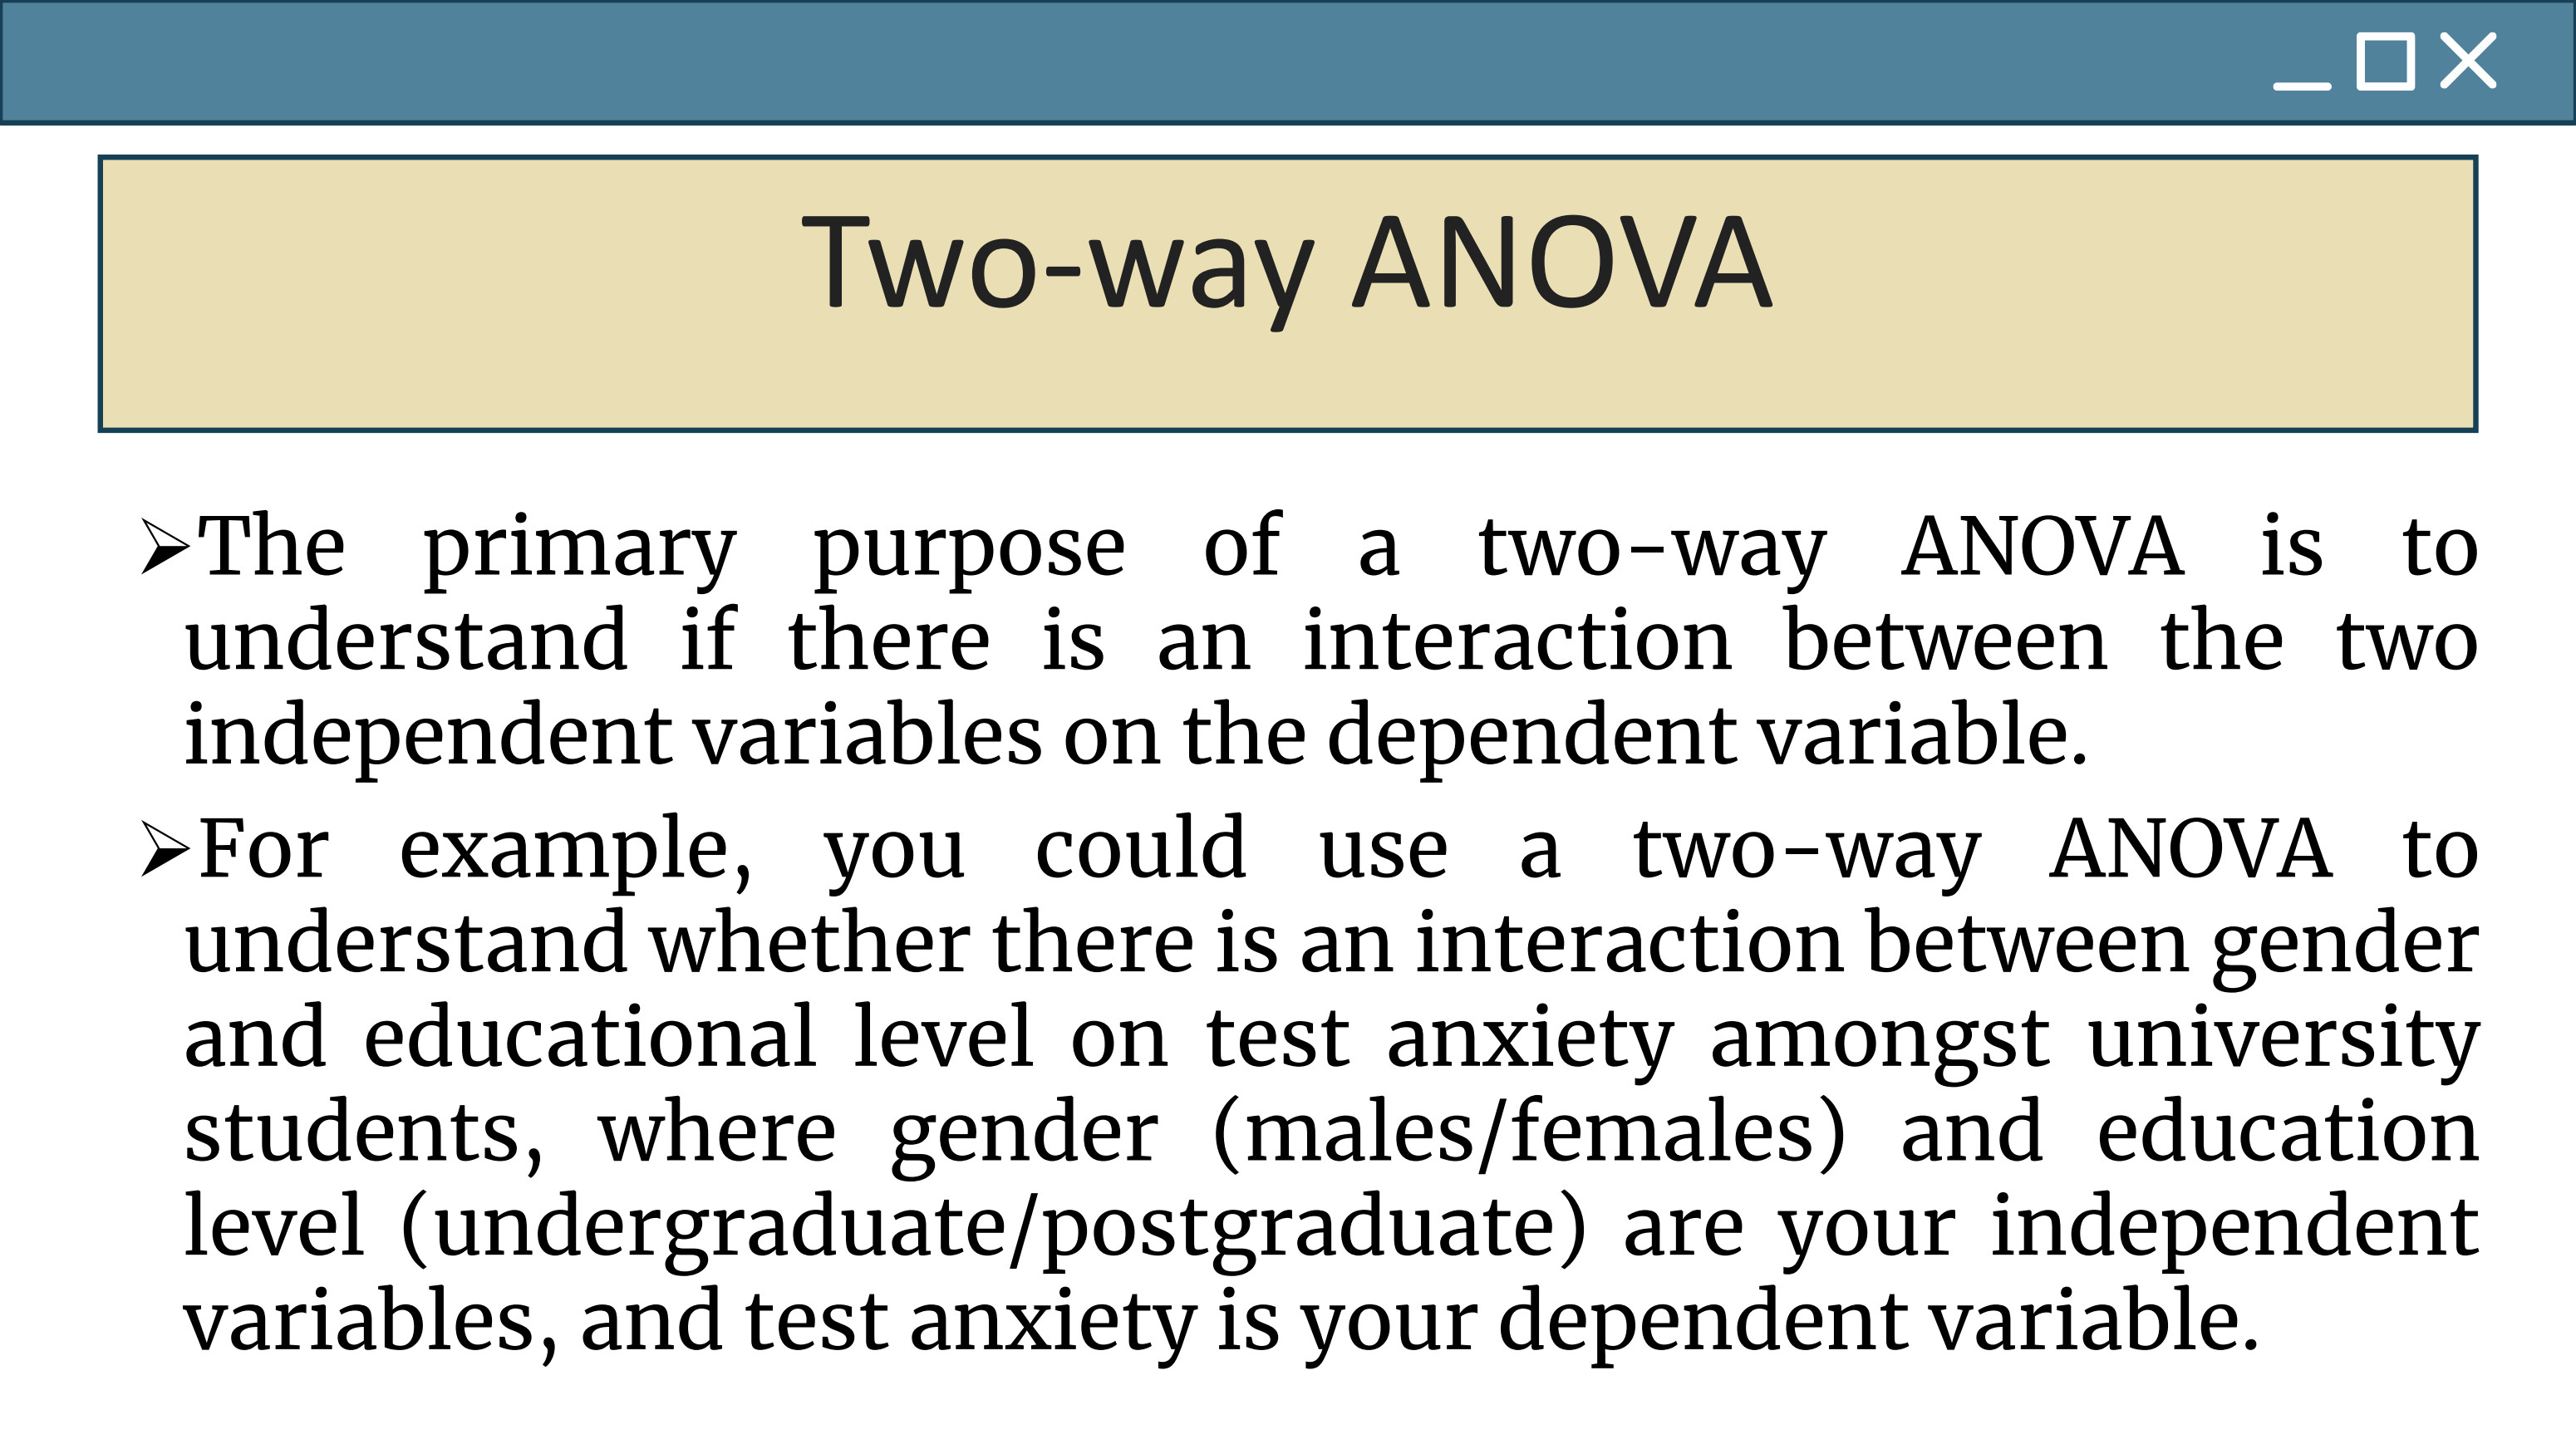 Two-way ANOVA
➢The primary purpose of a two-way ANOVA is to
understand if there is an interaction between the two
independent variables on the dependent variable.
➢For example, you could use a two-way ANOVA to
understand whether there is an interaction between gender
and educational level on test anxiety amongst university
students, where gender (males/females) and education
level (undergraduate/postgraduate) are your independent
variables, and test anxiety is your dependent variable.